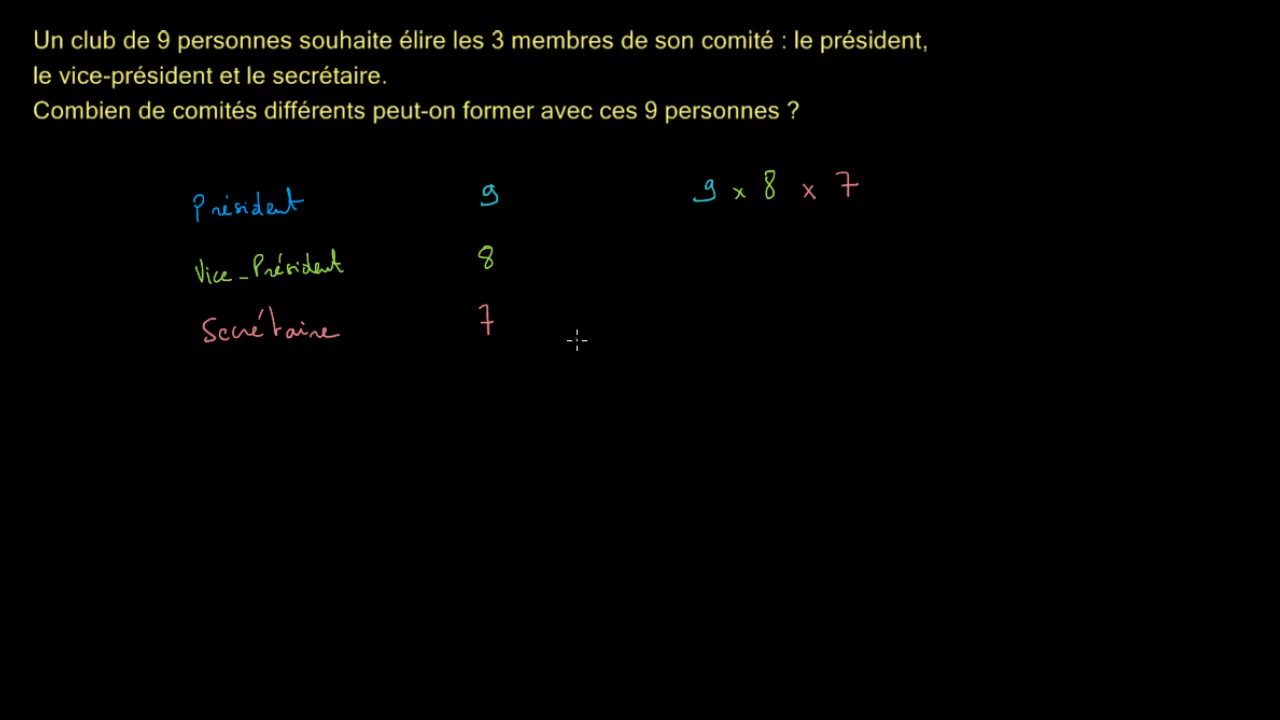 Un club de 9 personnes souhaite élire les 3 membres de son comité : le président,
le vice-président et le secrétaire.
Combien de comités différents peut-on former avec ces 9 personnes ?
Président 9 9 x 8 x 7
Vice-Président 8
Secrétaire 7